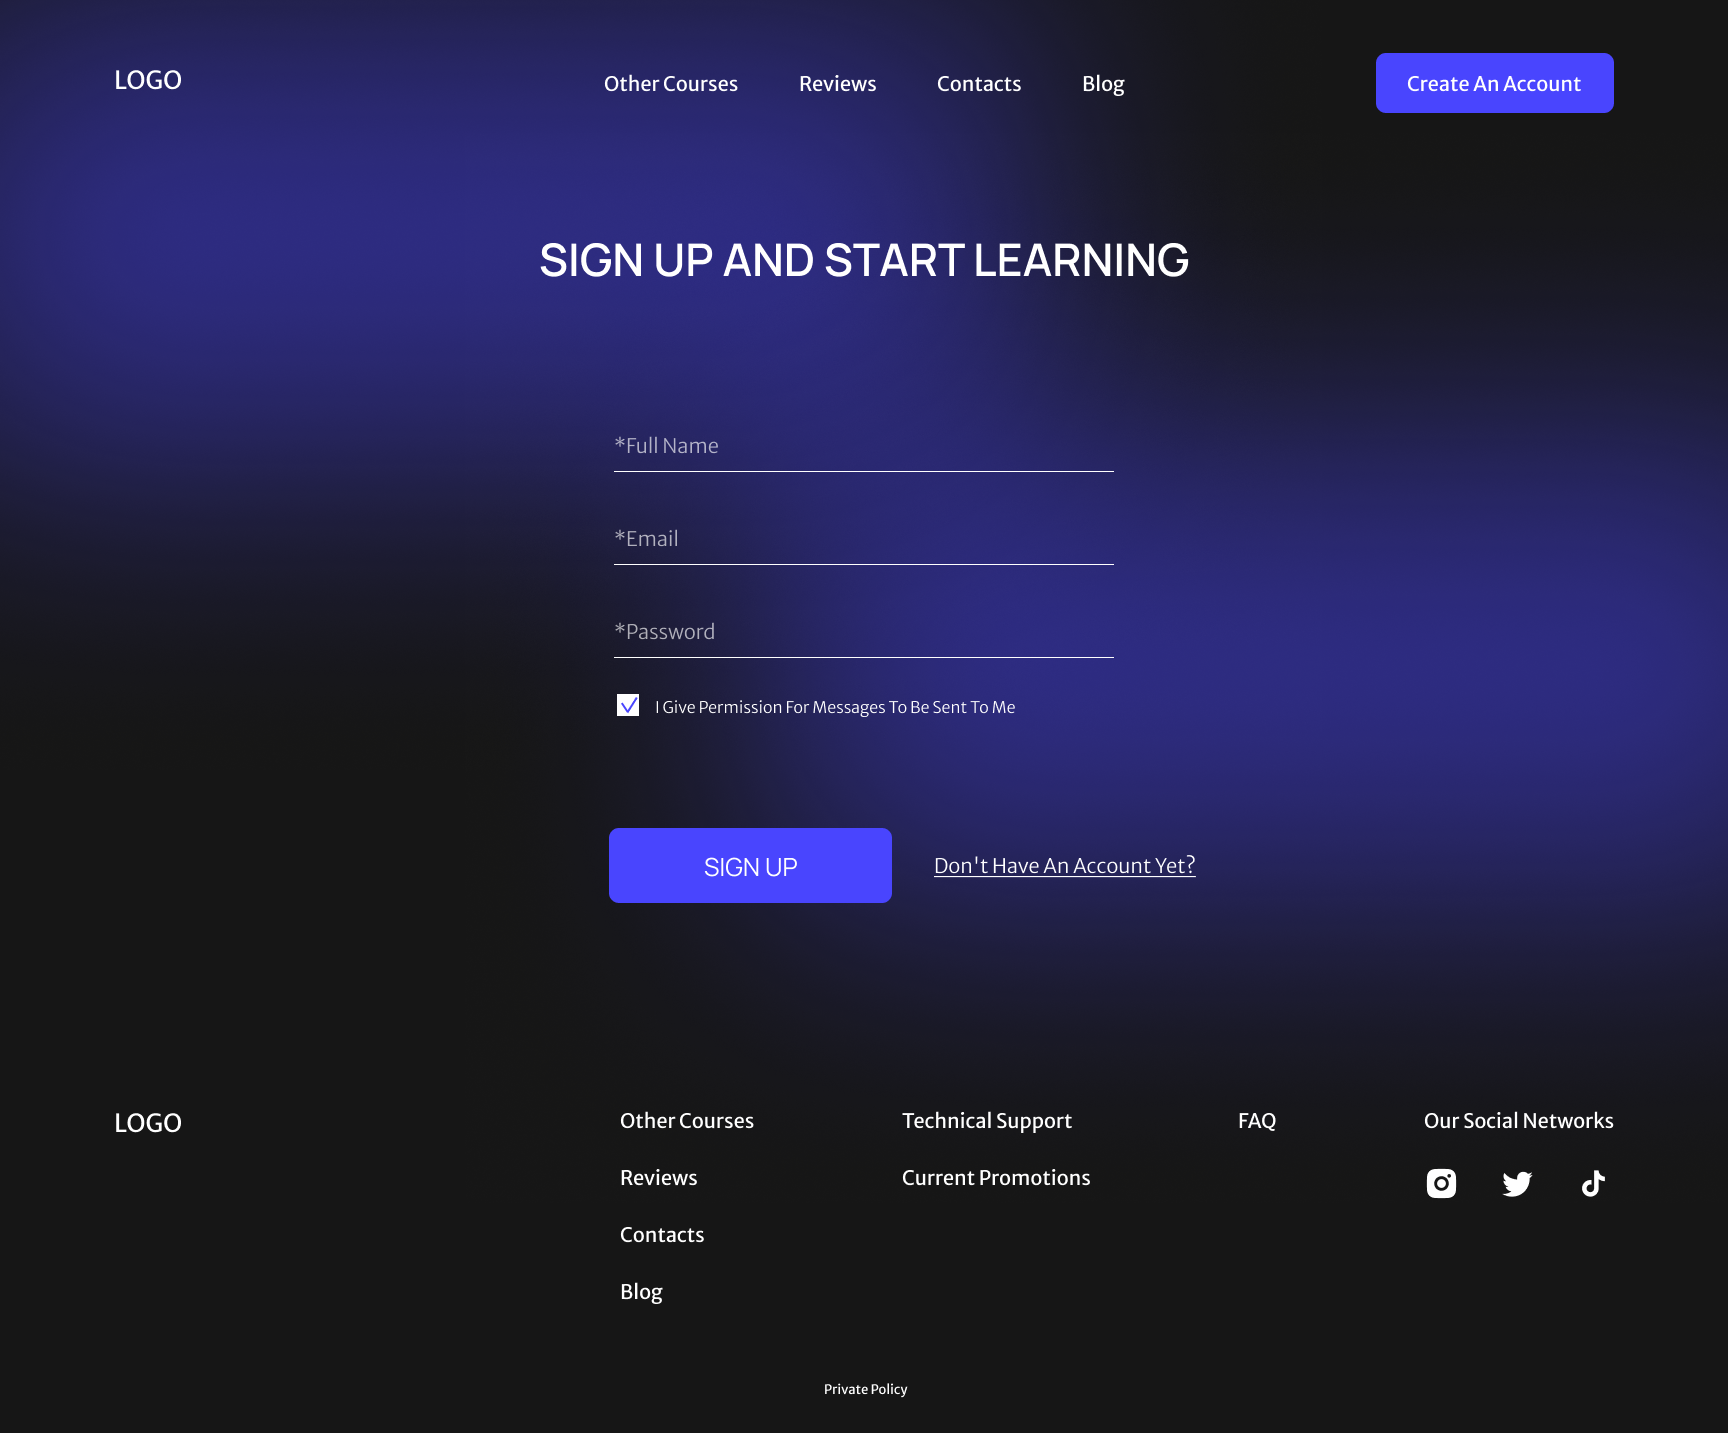 LOGO
Other Courses
Reviews
Contacts
Blog
Create An Account
SIGN UP AND START LEARNING
*Full Name
*Email
*Password
I Give Permission For Messages To Be Sent To Me
SIGN UP
Don't Have An Account Yet?
LOGO
Other Courses
Reviews
Contacts
Blog
Technical Support
Current Promotions
FAQ
Our Social Networks
Private Policy